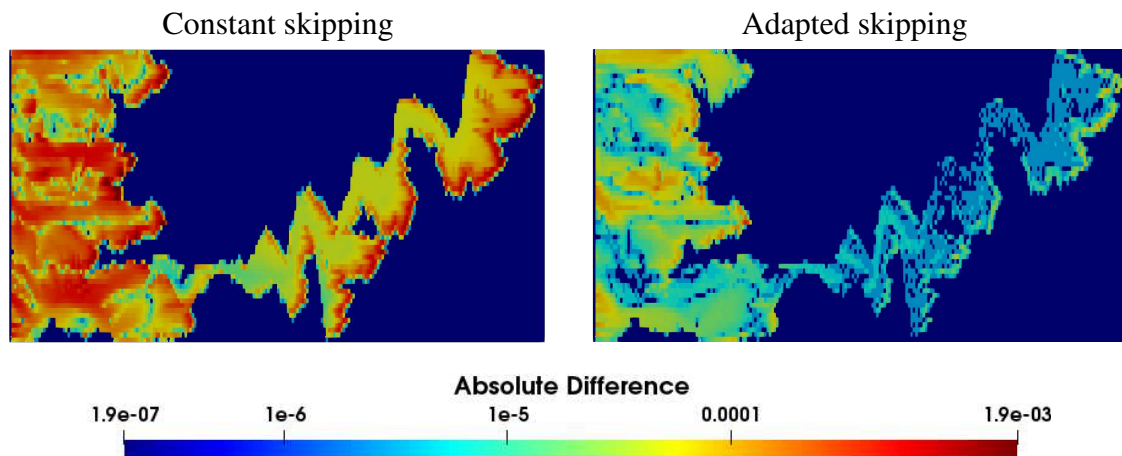 Constant skipping
Adapted skipping
Absolute Difference
1.9e-07 1e-6 1e-5 0.0001 1.9e-03